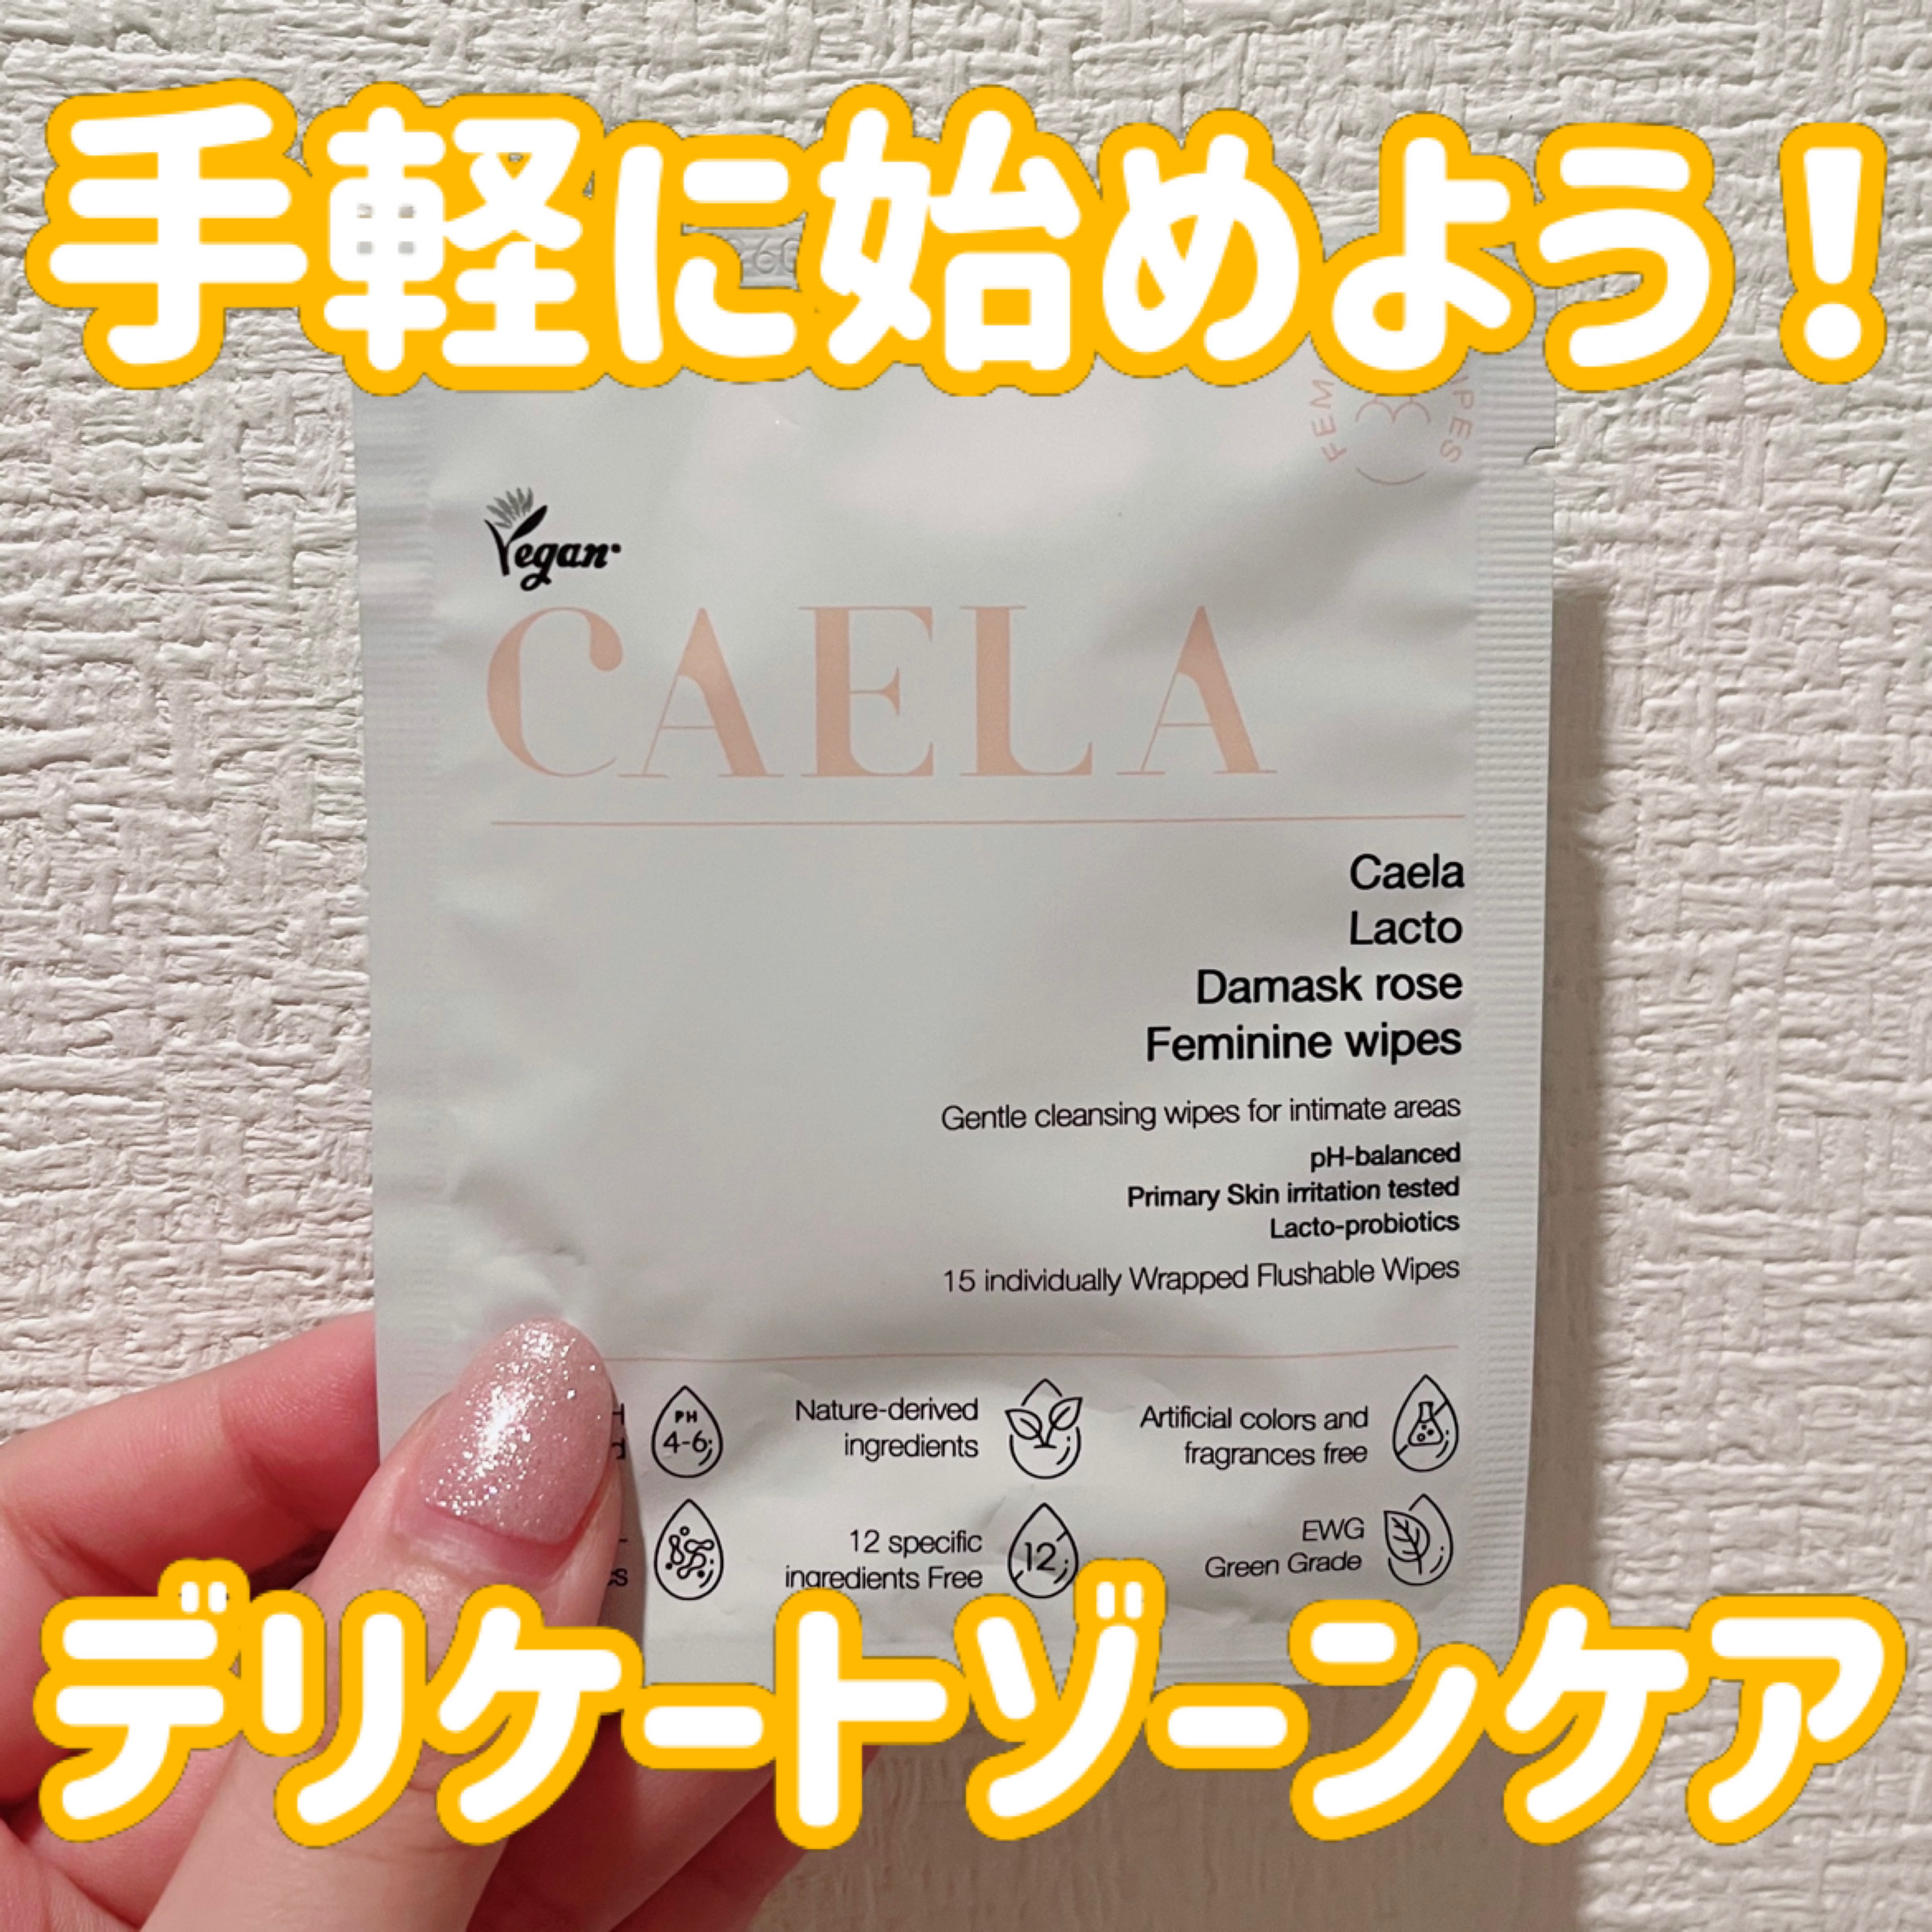 手軽に始めよう！
Vegan
CAELA
Caela
Lacto
Damask rose
Feminine wipes
Gentle cleansing wipes for intimate areas
pH-balanced
Primary Skin irritation tested
Lacto-probiotics
15 individually Wrapped Flushable Wipes
PH
4-6
Nature-derived
ingredients
Artificial colors and
fragrances free
12 specific
ingredients Free
12
EWG
Green Grade
デリケートゾーンケア